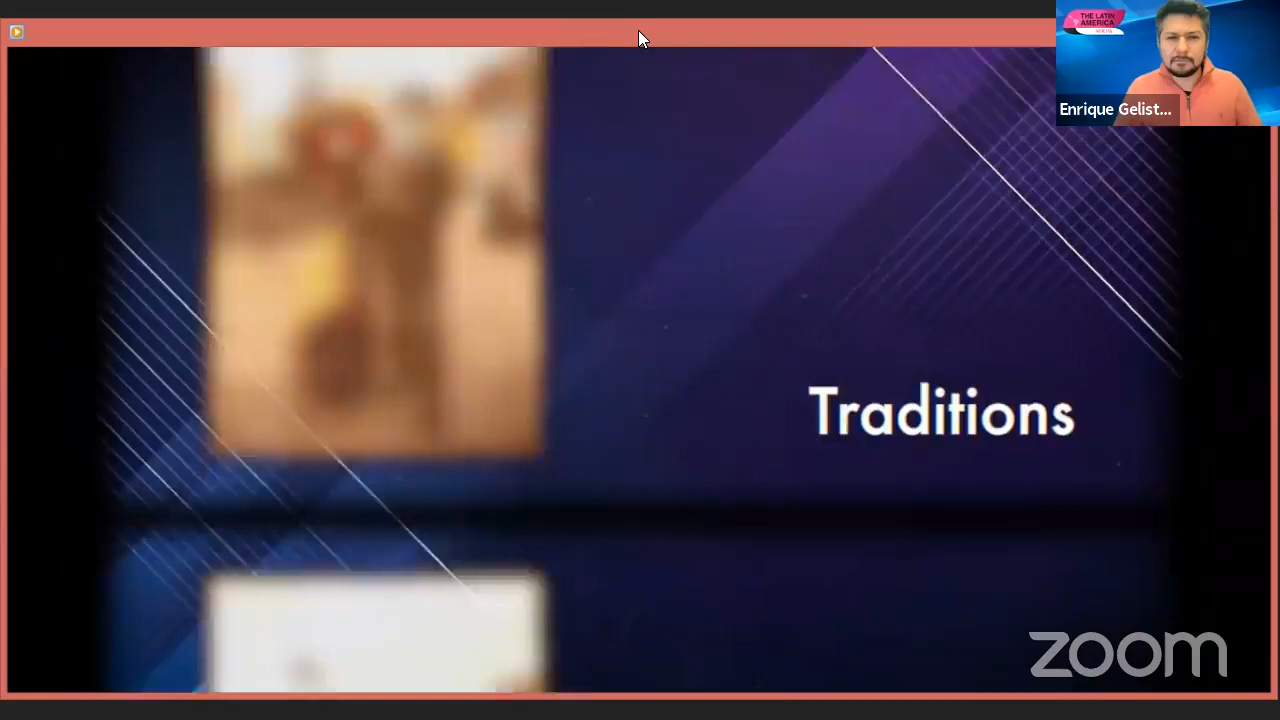 THE LATIN
AMERICA
Enrique Gelist...
Traditions
zoom